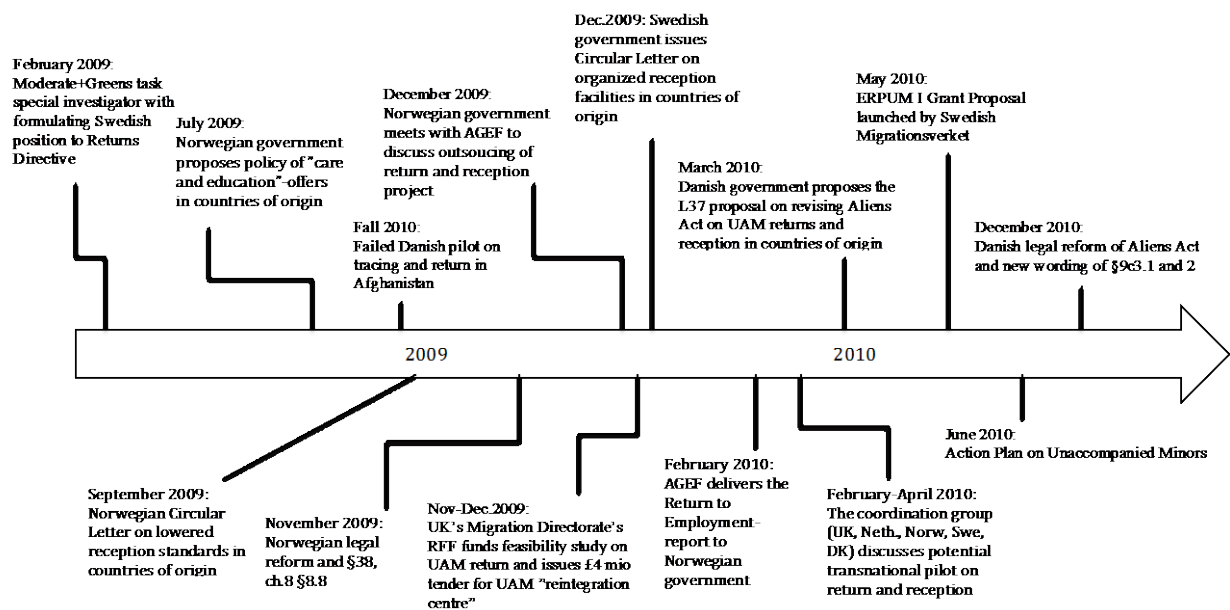 February 2009:
Moderate+Greens task
special investigator with
formulating Swedish
position to Returns
Directive
July 2009:
Norwegian government
proposes policy of "care
and education"-offers
in countries of origin
Fall 2010:
Failed Danish pilot on
tracing and return in
Afghanistan
December 2009:
Norwegian government
meets with AGEF to
discuss outsoucing of
return and reception
project
Dec.2009: Swedish
government issues
Circular Letter on
organized reception
facilities in countries of
origin
March 2010:
Danish government proposes the
L37 proposal on revising Aliens
Act on UAM returns and
reception in countries of origin
May 2010:
ERPUM I Grant Proposal
launched by Swedish
Migrationsverket
December 2010:
Danish legal reform of Aliens Act
and new wording of §9c3.1 and 2
2009
2010
September 2009:
Norwegian Circular
Letter on lowered
reception standards in
countries of origin
November 2009:
Norwegian legal
reform and §38,
ch.8 §8.8
Nov-Dec.2009:
UK's Migration Directorate's
RFF funds feasibility study on
UAM return and issues £4 mio
tender for UAM "reintegration
centre"
February 2010:
AGEF delivers the
Return to
Employment-
report to
Norwegian
government
February-April 2010:
The coordination group
(UK, Neth., Norw, Swe,
DK) discusses potential
transnational pilot on
return and reception
June 2010:
Action Plan on Unaccompanied Minors